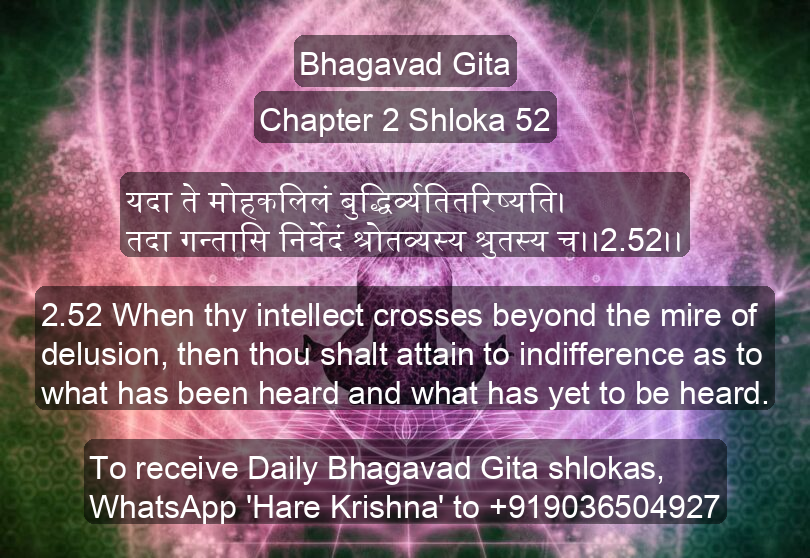 Bhagavad Gita
Chapter 2 Shloka 52
यदा ते मोहकलिलं बुद्धिर्व्यतितरिष्यति।
तदा गन्तासि निर्वेदं श्रोतव्यस्य श्रुतस्य च।।2.52।।
2.52 When thy intellect crosses beyond the mire of
delusion, then thou shalt attain to indifference as to
what has been heard and what has yet to be heard.
To receive Daily Bhagavad Gita shlokas,
WhatsApp 'Hare Krishna' to +919036504927